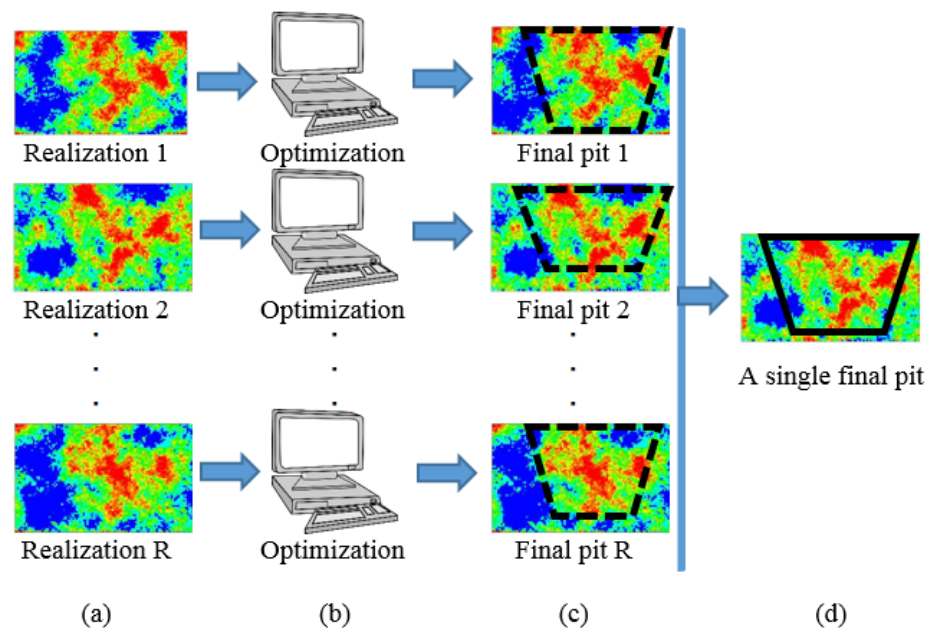 Realization 1
Optimization
Final pit 1
Realization 2
Optimization
Final pit 2
A single final pit
Realization R
Optimization
Final pit R
(a)
(b)
(c)
(d)